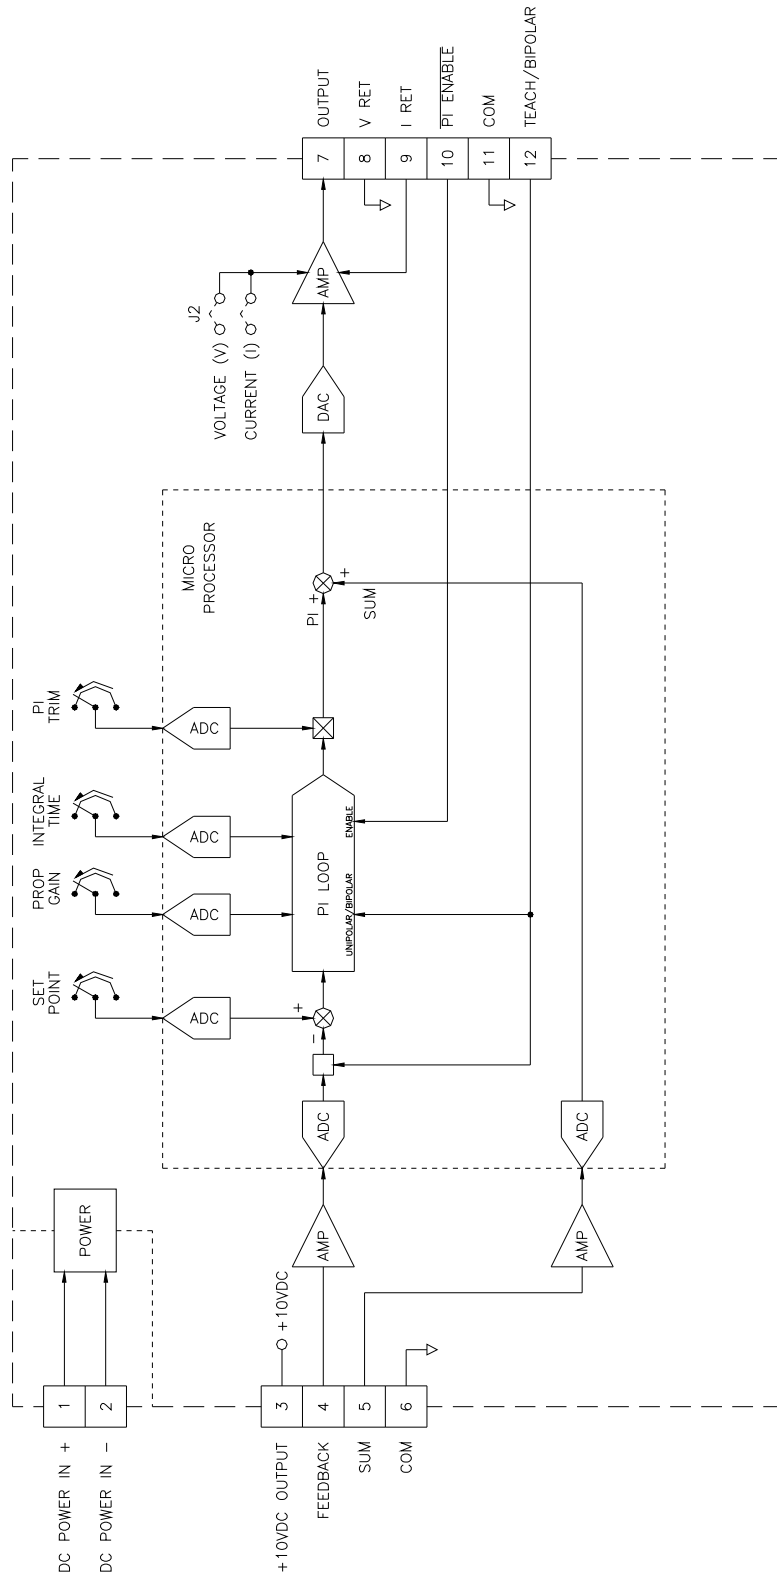 DC POWER IN +
DC POWER IN -
1
2
POWER
+10VDC OUTPUT
FEEDBACK
SUM
COM
3
4
5
6
+10VDC
AMP
AMP
ADC
ADC
SET
POINT
PROP
GAIN
INTEGRAL
TIME
PI
TRIM
ADC
ADC
ADC
ADC
-
+
PI LOOP
UNIPOLAR/BIPOLAR
ENABLE
MICRO
PROCESSOR
PI +
+
SUM
DAC
VOLTAGE (V)
CURRENT (I)
J2
AMP
7
8
9
10
11
12
OUTPUT
V RET
I RET
PI ENABLE
COM
TEACH/BIPOLAR